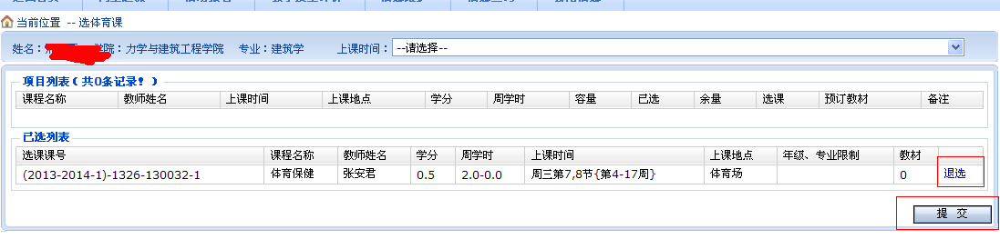 当前位置 -- 选体育课
姓名： 学院：力学与建筑工程学院 专业：建筑学 上课时间： --请选择--
项目列表（共0条记录！）
课程名称 教师姓名 上课时间 上课地点 学分 周学时 容量 已选 余量 选课 预订教材 备注
已选列表
选课课号 课程名称 教师姓名 学分 周学时 上课时间 上课地点 年级、专业限制 教材
(2013-2014-1)-1326-130032-1 体育保健 张安君 0.5 2.0-0.0 周三第7,8节{第4-17周} 体育场 0 退选
提 交